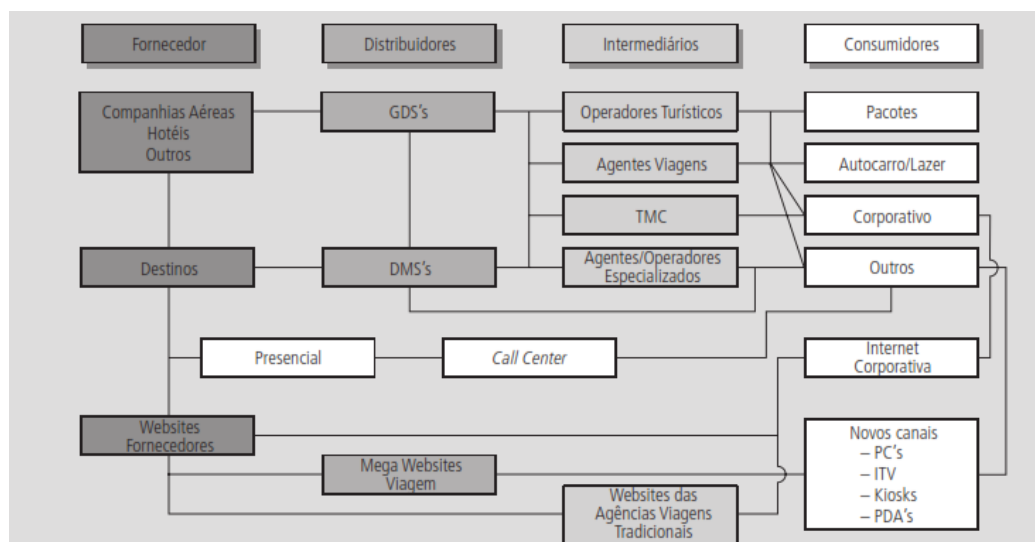 Fornecedor
Distribuidores
Intermediários
Consumidores
Companhias Aéreas
Hotéis
Outros
GDS's
Operadores Turísticos
Pacotes
Agentes Viagens
Autocarro/Lazer
TMC
Corporativo
Destinos
DMS's
Agentes/Operadores
Especializados
Outros
Presencial
Call Center
Internet
Corporativa
Websites
Fornecedores
Mega Websites
Viagem
Websites das
Agências Viagens
Tradicionais
Novos canais
– PC's
– ITV
– Kiosks
– PDA's